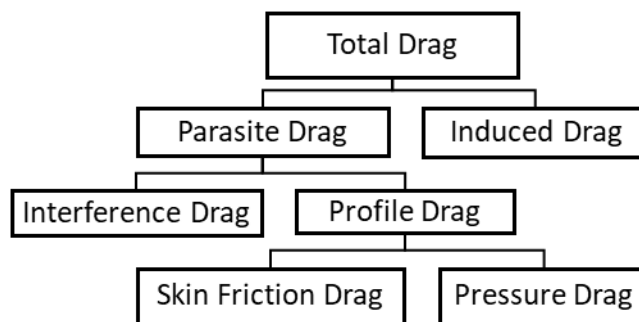 Total Drag
Parasite Drag
Induced Drag
Interference Drag
Profile Drag
Skin Friction Drag
Pressure Drag